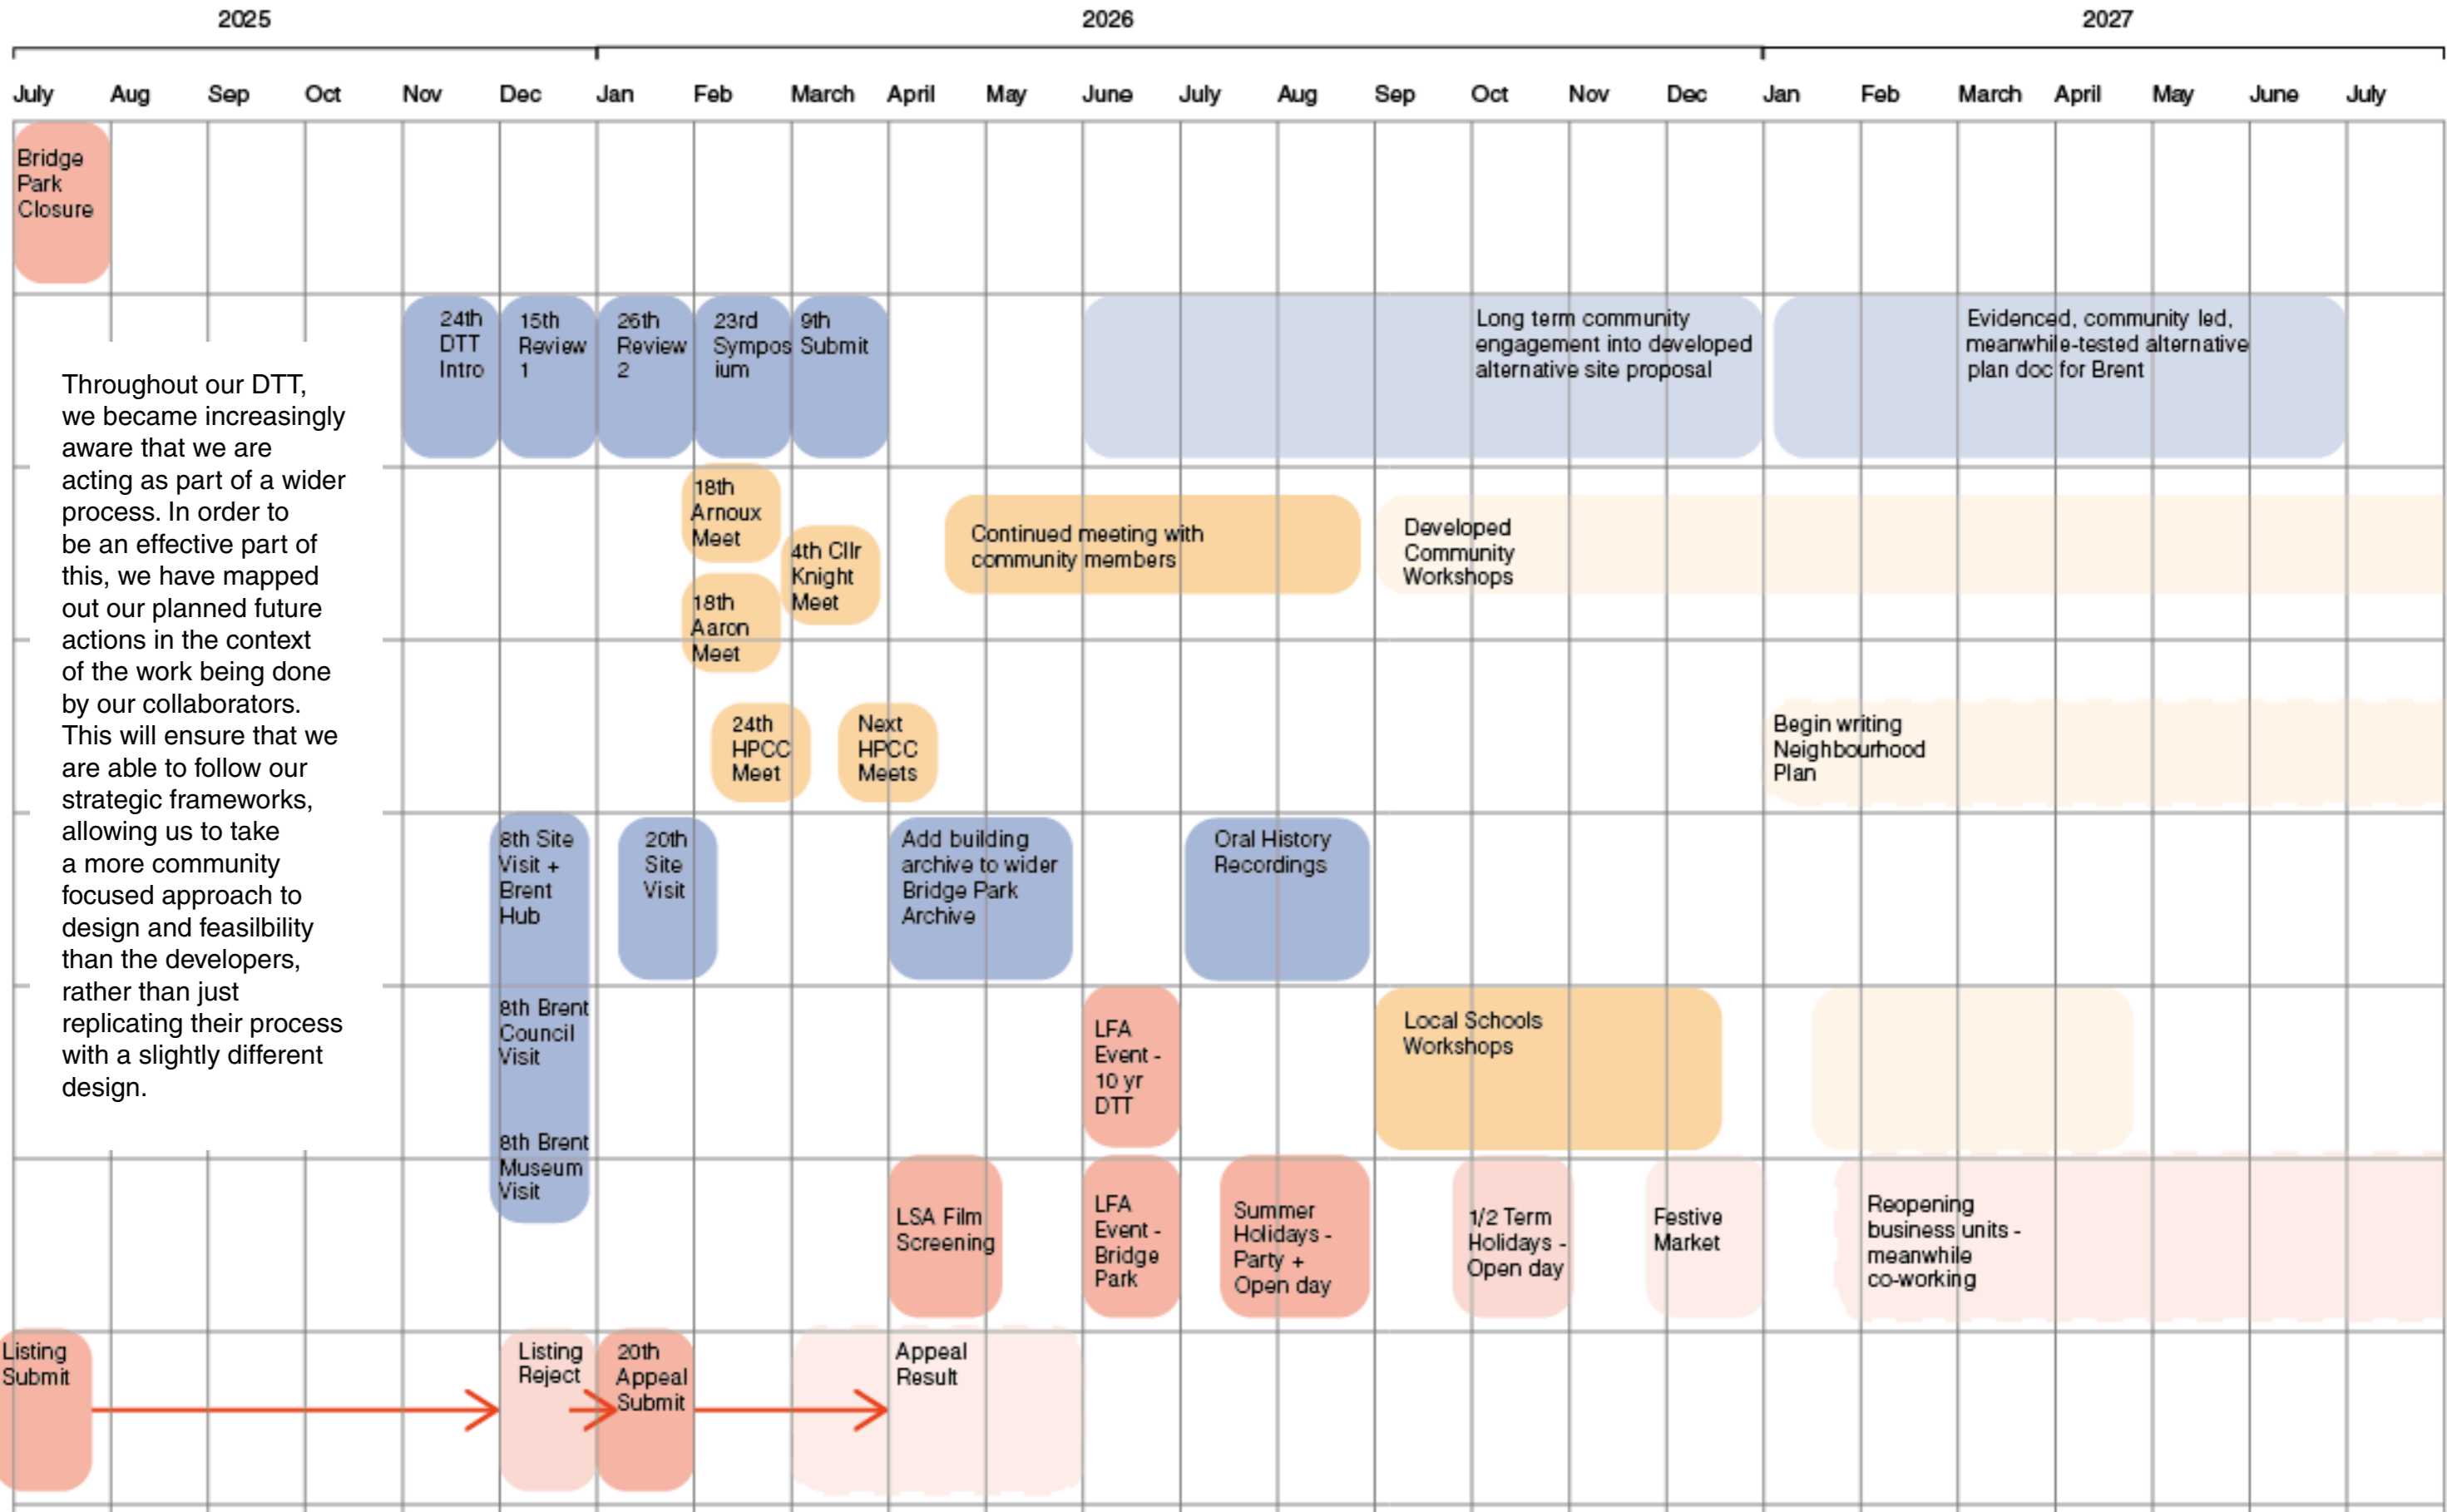 2025
2026
2027
July Aug Sep Oct Nov Dec Jan Feb March April May June July Aug Sep Oct Nov Dec Jan Feb March April May June July
Bridge
Park
Closure
24th
DTT
Intro
15th
Review
1
26th
Review
2
23rd
Sympos
ium
9th
Submit
Long term community
engagement into developed
alternative site proposal
Evidenced, community led,
meanwhile-tested alternative
plan doc for Brent
Throughout our DTT,
we became increasingly
aware that we are
acting as part of a wider
process. In order to
be an effective part of
this, we have mapped
out our planned future
actions in the context
of the work being done
by our collaborators.
This will ensure that we
are able to follow our
strategic frameworks,
allowing us to take
a more community
focused approach to
design and feasilbility
than the developers,
rather than just
replicating their process
with a slightly different
design.
18th
Arnoux
Meet
18th
Aaron
Meet
4th Cllr
Knight
Meet
Continued meeting with
community members
Developed
Community
Workshops
24th
HPCC
Meet
Next
HPCC
Meets
Begin writing
Neighbourhood
Plan
8th Site
Visit +
Brent
Hub
8th Brent
Council
Visit
8th Brent
Museum
Visit
20th
Site
Visit
Add building
archive to wider
Bridge Park
Archive
Oral History
Recordings
LFA
Event -
10 yr
DTT
Local Schools
Workshops
LSA Film
Screening
LFA
Event -
Bridge
Park
Summer
Holidays -
Party +
Open day
1/2 Term
Holidays -
Open day
Festive
Market
Reopening
business units -
meanwhile
co-working
Listing
Submit
Listing
Reject
20th
Appeal
Submit
Appeal
Result